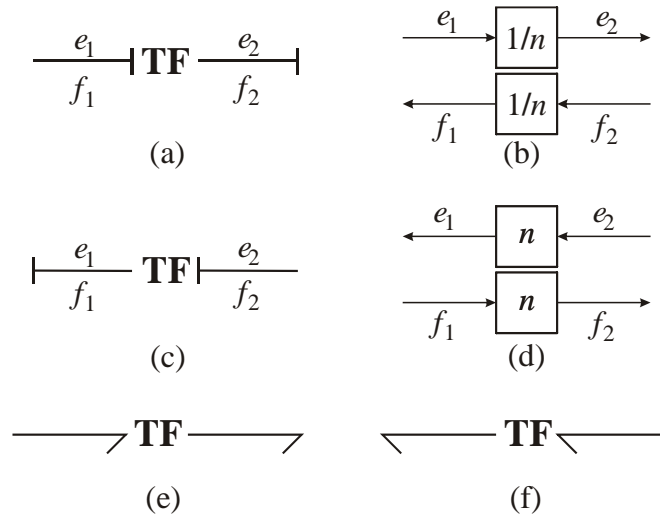 e1 TF e2
f1 f2
(a)
e1 1/n e2
f1 1/n f2
(b)
e1 TF e2
f1 f2
(c)
e1 n e2
f1 n f2
(d)
TF
(e)
TF
(f)